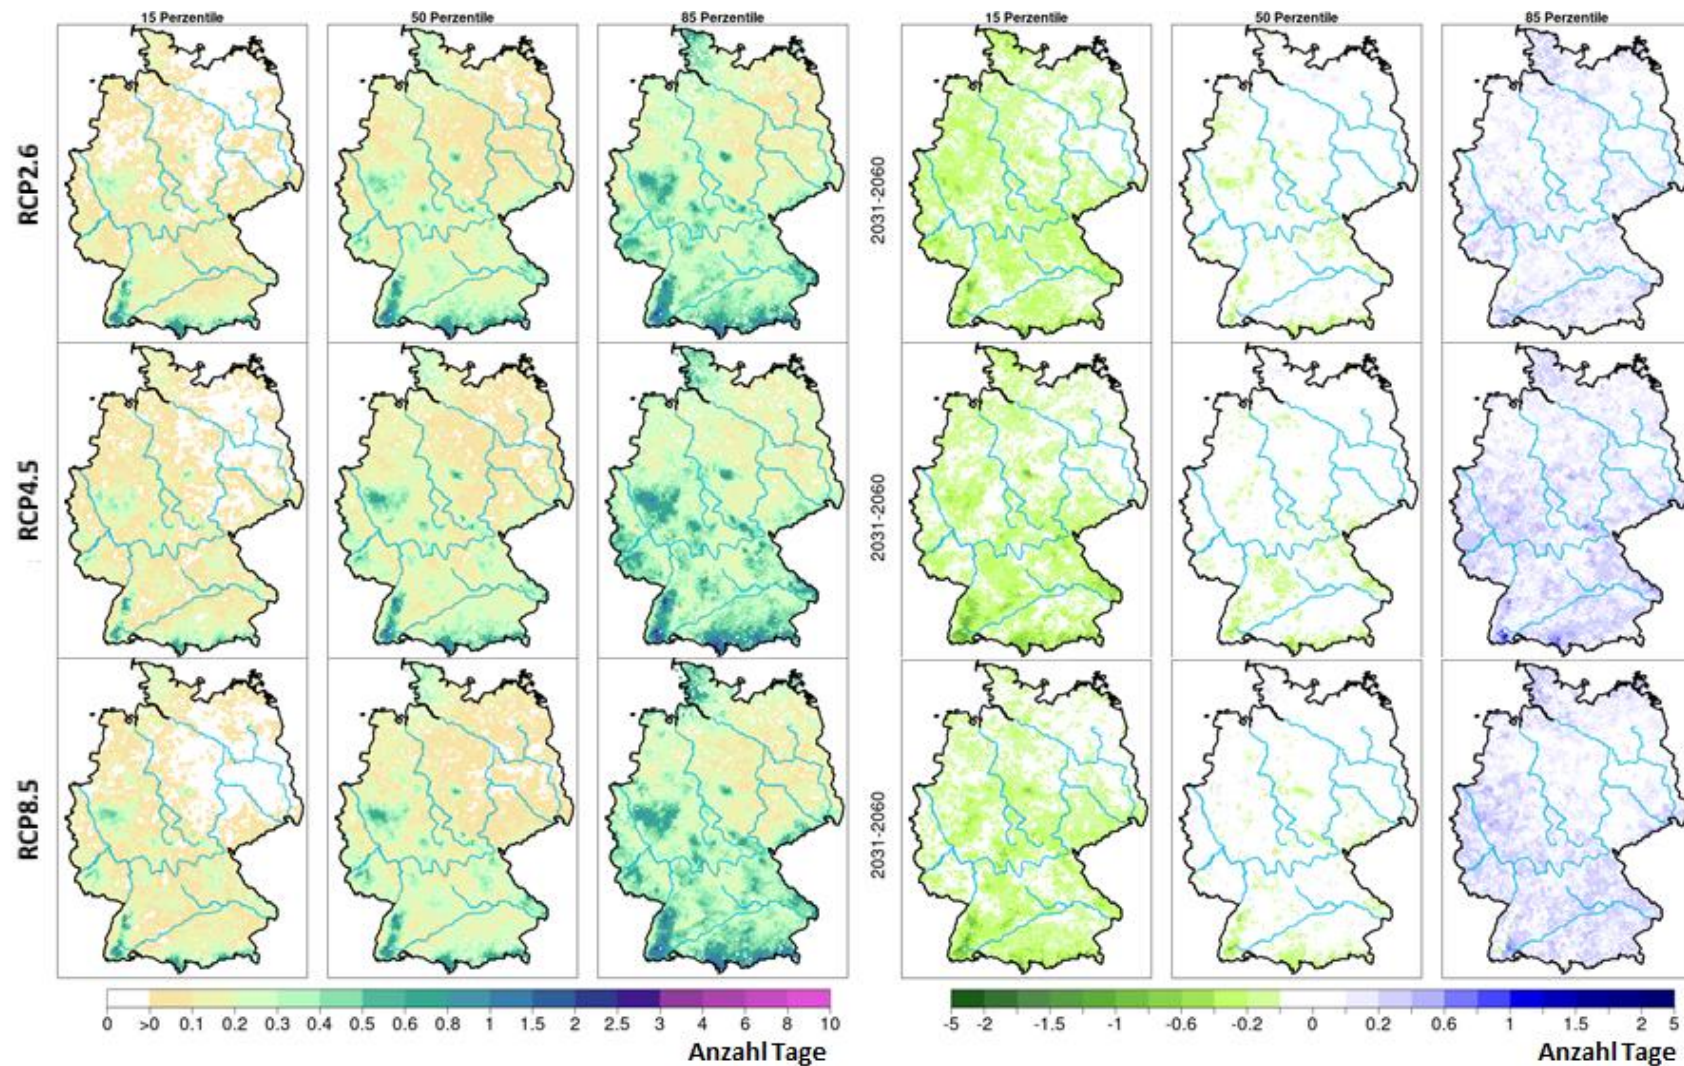 15 Perzentile 50 Perzentile 85 Perzentile 15 Perzentile 50 Perzentile 85 Perzentile
RCP2.6
2031-2060
RCP4.5
2031-2060
RCP8.5
2031-2060
0 >0 0.1 0.2 0.3 0.4 0.5 0.6 0.8 1 1.5 2 2.5 3 4 6 8 10
Anzahl Tage
-5 -2 -1.5 -1 -0.6 -0.2 0 0.2 0.6 1 1.5 2 5
Anzahl Tage